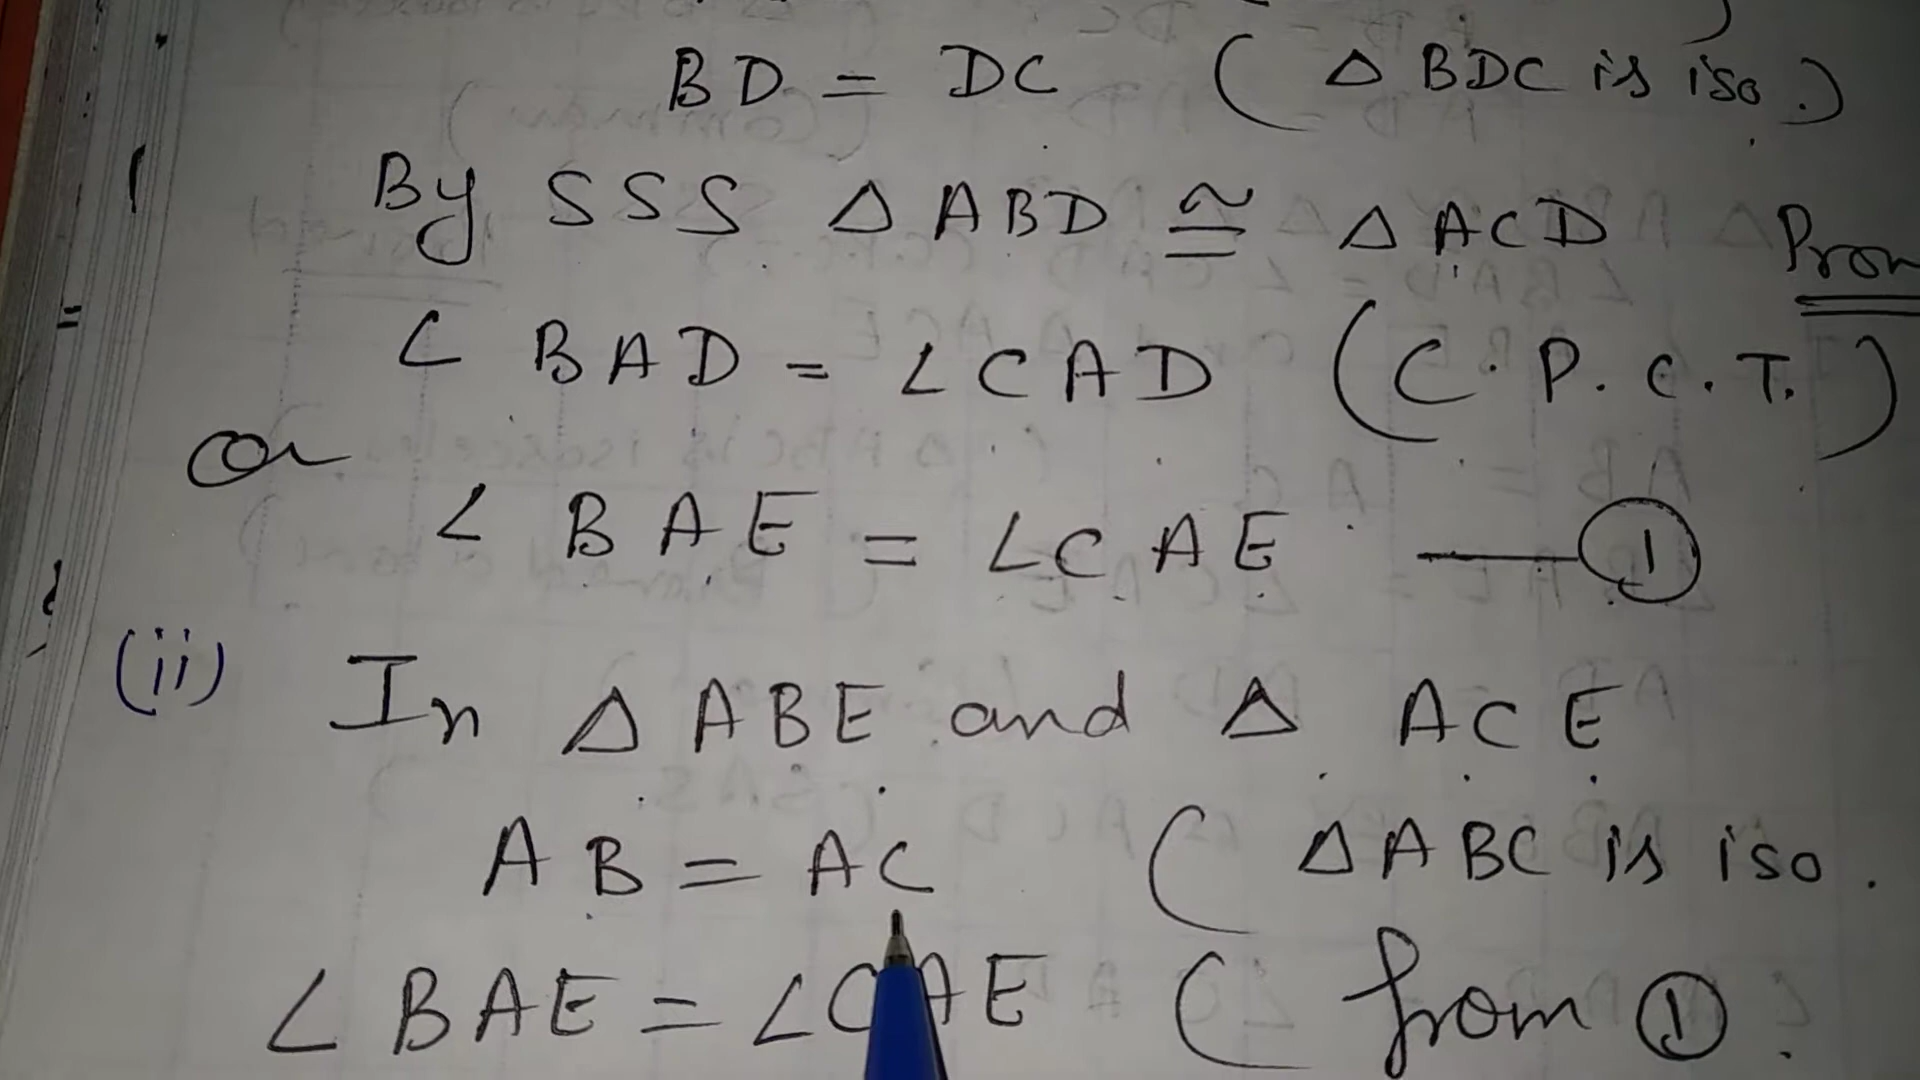 BD = DC ( △ BDC is iso.)
By SSS △ ABD ≅ △ ACD
∠ BAD = ∠ CAD (C.P.C.T.)
or
∠ BAE = ∠CAE — ①
(ii) In △ ABE and △ ACE
AB = AC ( △ABC is iso.
∠ BAE = ∠CAE ( from ①